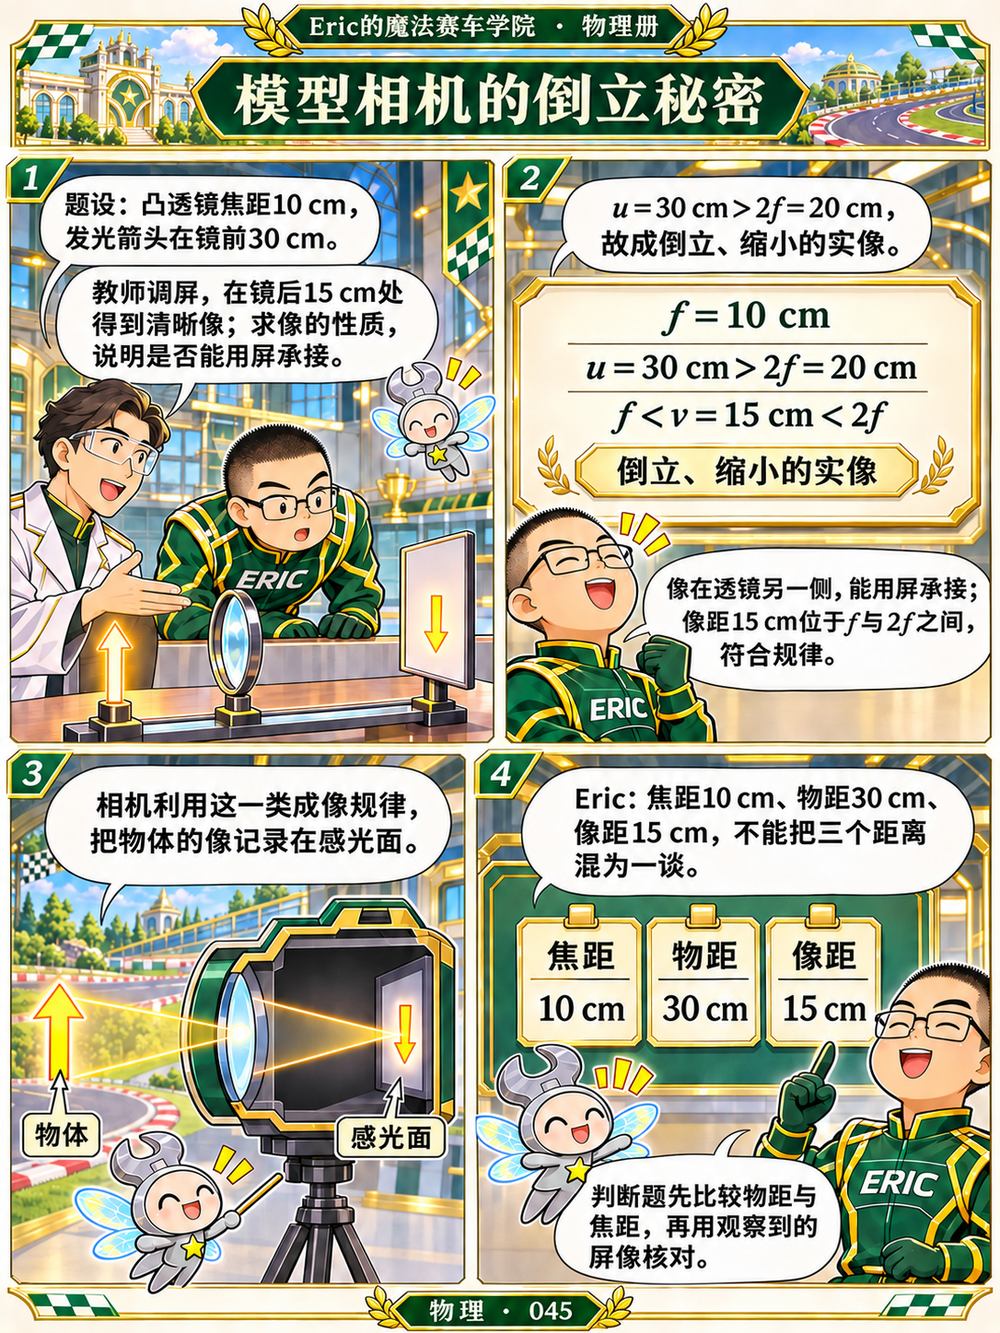 Eric的魔法赛车学院 · 物理册
模型相机的倒立秘密
1
题设：凸透镜焦距10 cm，
发光箭头在镜前30 cm。
教师调屏，在镜后15 cm处
得到清晰像；求像的性质，
说明是否能用屏承接。
ERIC
2
u=30 cm>2f=20 cm，
故成倒立、缩小的实像。
f=10 cm
u=30 cm>2f=20 cm
f<v=15 cm<2f
倒立、缩小的实像
像在透镜另一侧，能用屏承接；
像距15 cm位于f与2f之间，
符合规律。
ERIC
3
相机利用这一类成像规律，
把物体的像记录在感光面。
物体
感光面
4
Eric：焦距10 cm、物距30 cm、
像距15 cm，不能把三个距离
混为一谈。
焦距
10 cm
物距
30 cm
像距
15 cm
ERIC
判断题先比较物距与
焦距，再用观察到的
屏像核对。
物理 · 045